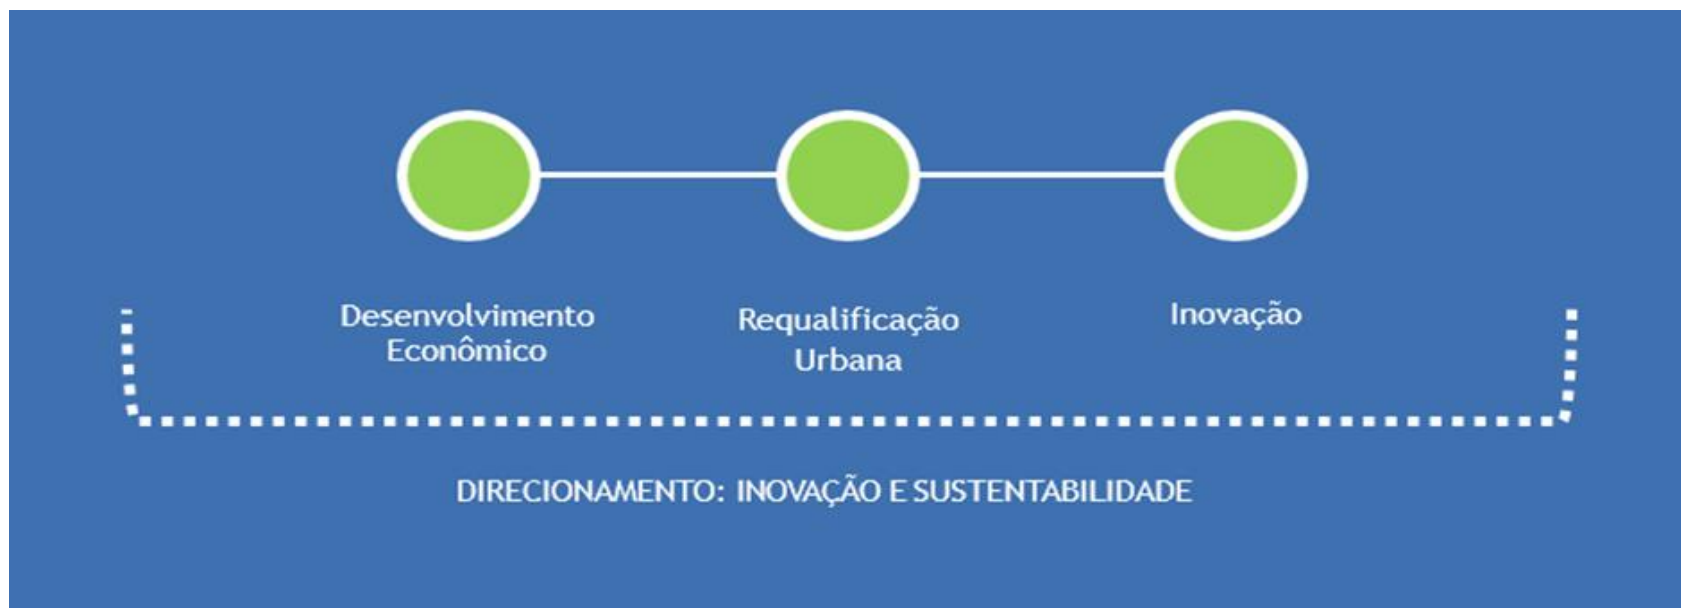 Desenvolvimento
Econômico
Requalificação
Urbana
Inovação
DIRECIONAMENTO: INOVAÇÃO E SUSTENTABILIDADE